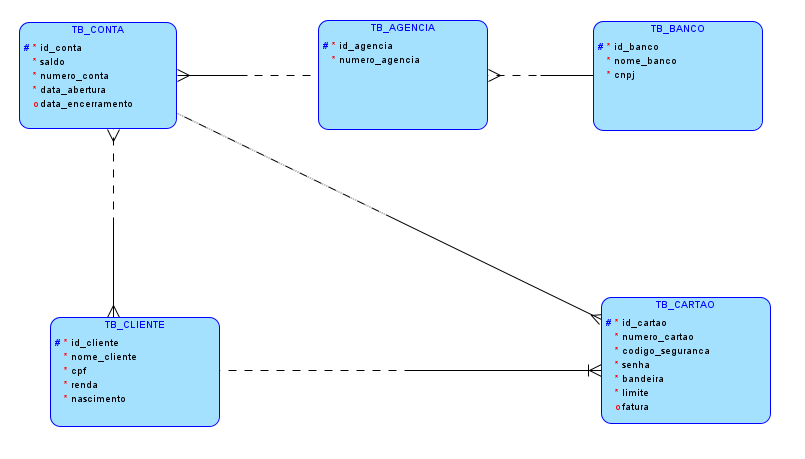 TB_CONTA
# * id_conta
* saldo
* numero_conta
* data_abertura
o data_encerramento
TB_AGENCIA
# * id_agencia
* numero_agencia
TB_BANCO
# * id_banco
* nome_banco
* cnpj
TB_CLIENTE
# * id_cliente
* nome_cliente
* cpf
* renda
* nascimento
TB_CARTAO
# * id_cartao
* numero_cartao
* codigo_seguranca
* senha
* bandeira
* limite
o fatura